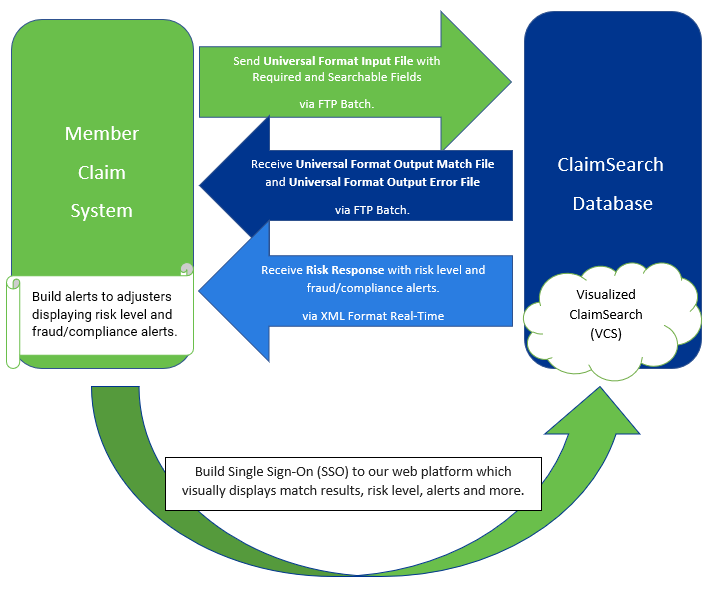 Member
Claim
System
Build alerts to adjusters
displaying risk level and
fraud/compliance alerts.
Send Universal Format Input File with
Required and Searchable Fields
via FTP Batch.
Receive Universal Format Output Match File
and Universal Format Output Error File
via FTP Batch.
Receive Risk Response with risk level and
fraud/compliance alerts.
via XML Format Real-Time
ClaimSearch
Database
Visualized
ClaimSearch
(VCS)
Build Single Sign-On (SSO) to our web platform which
visually displays match results, risk level, alerts and more.